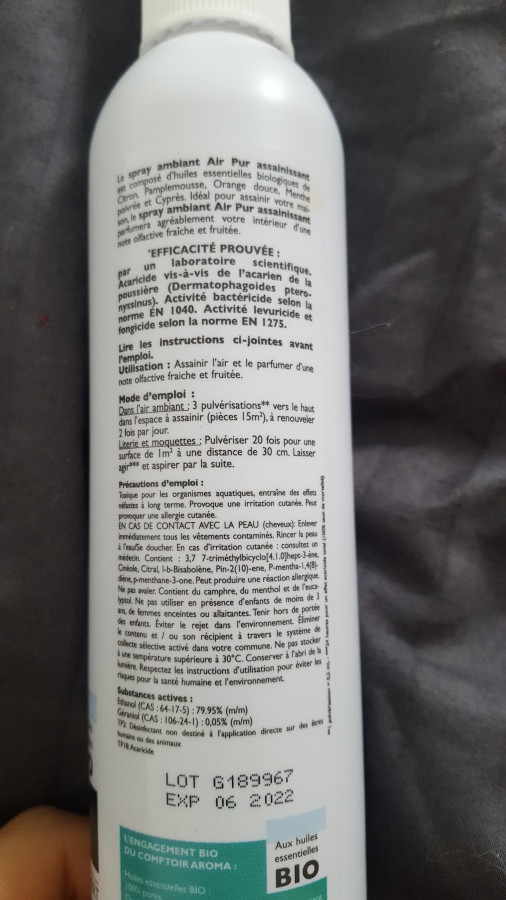 Le spray ambiant Air Pur assainissant
est composé d'huiles essentielles biologiques de
Citron, Pamplemousse, Orange douce, Menthe
poivrée et Cyprès. Idéal pour assainir votre mai-
son, le spray ambiant Air Pur assainissant
parfumera agréablement votre intérieur d'une
note olfactive fraîche et fruitée.
*EFFICACITÉ PROUVÉE :
par un laboratoire scientifique.
Acaricide vis-à-vis de l'acarien de la
poussière (Dermatophagoides ptero-
nyssinus). Activité bactéricide selon la
norme EN 1040. Activité levuricide et
fongicide selon la norme EN 1275.
Lire les instructions ci-jointes avant
l'emploi.
Utilisation : Assainir l'air et le parfumer d'une
note olfactive fraiche et fruitée.
Mode d'emploi :
Dans l'air ambiant : 3 pulvérisations** vers le haut
dans l'espace à assainir (pièces 15m²), à renouveler
2 fois par jour.
Literie et moquettes : Pulvériser 20 fois pour une
surface de 1m² à une distance de 30 cm. Laisser
agir*** et aspirer par la suite.
Précautions d'emploi :
Toxique pour les organismes aquatiques, entraîne des effets
néfastes à long terme. Provoque une irritation cutanée. Peut
provoquer une allergie cutanée.
EN CAS DE CONTACT AVEC LA PEAU (cheveux): Enlever
immédiatement tous les vêtements contaminés. Rincer la peau
à l'eau/Se doucher. En cas d'irritation cutanée : consultez un
médecin. Contient : 3,7 7-triméthylbicyclo[4.1.0]hept-3-ène,
Cinéole, Citral, l-b-Bisabolène, Pin-2(10)-ene, P-mentha-1,4(8)-
diène, p-menthane-3-one. Peut produire une réaction allergique.
Ne pas avaler. Contient du camphre, du menthol et de l'euca-
lyptol. Ne pas utiliser en présence d'enfants de moins de 3
ans, de femmes enceintes ou allaitantes. Tenir hors de portée
des enfants. Éviter le rejet dans l'environnement. Éliminer
le contenu et / ou son récipient à travers le système de
collecte sélective activé dans votre commune. Ne pas stocker
à une température supérieure à 30°C. Conserver à l'abri de la
lumière. Respectez les instructions d'utilisation pour éviter les
risques pour la santé humaine et l'environnement.
Substances actives :
Éthanol (CAS : 64-17-5) : 79.95% (m/m)
Géraniol (CAS : 106-24-1) : 0,05% (m/m)
TP2: Désinfectant non destiné à l'application directe sur des êtres
humains ou des animaux
TP18: Acaricide
LOT G189967
EXP 06 2022
L'ENGAGEMENT BIO
DU COMPTOIR AROMA :
Huiles essentielles BIO :
100% pures
Aux huiles
essentielles
BIO